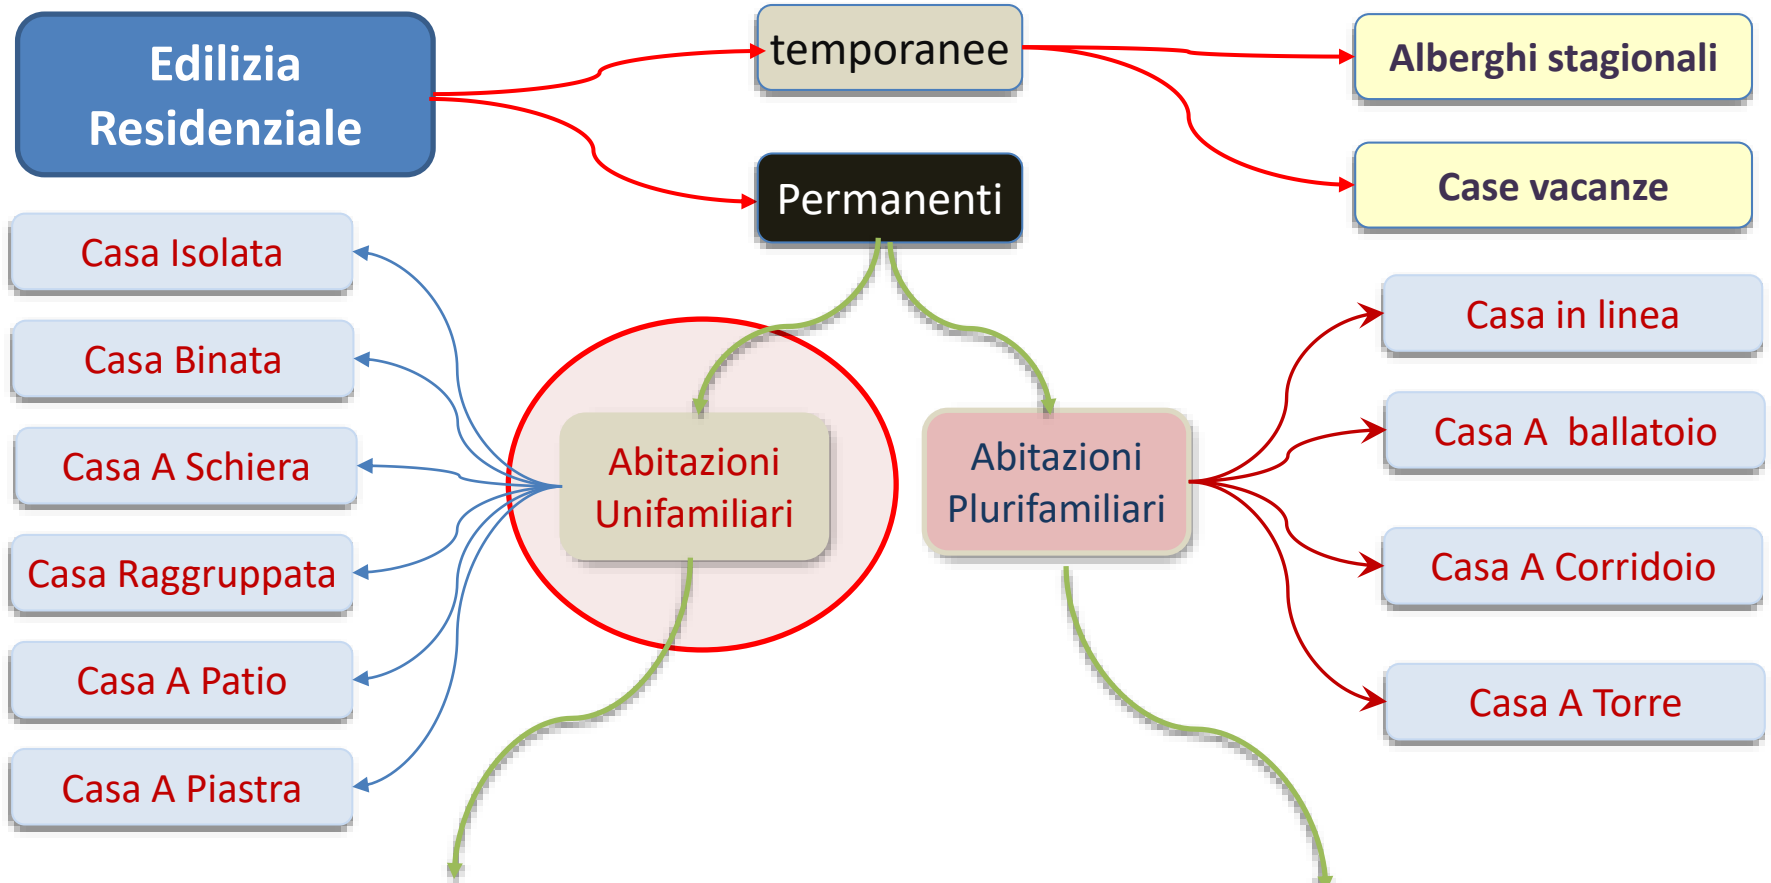 Edilizia
Residenziale
temporanee
Permanenti
Alberghi stagionali
Case vacanze
Casa Isolata
Casa Binata
Casa A Schiera
Casa Raggruppata
Casa A Patio
Casa A Piastra
Abitazioni
Unifamiliari
Abitazioni
Plurifamiliari
Casa in linea
Casa A  ballatoio
Casa A Corridoio
Casa A Torre